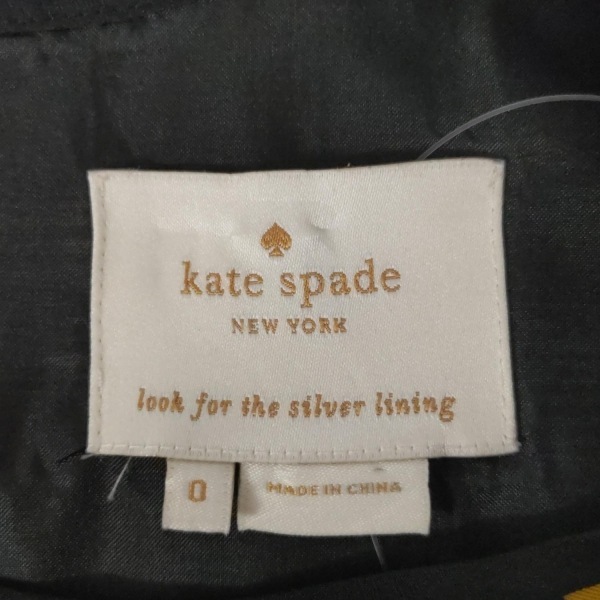 kate spade
NEW YORK
look for the silver lining
0
MADE IN CHINA